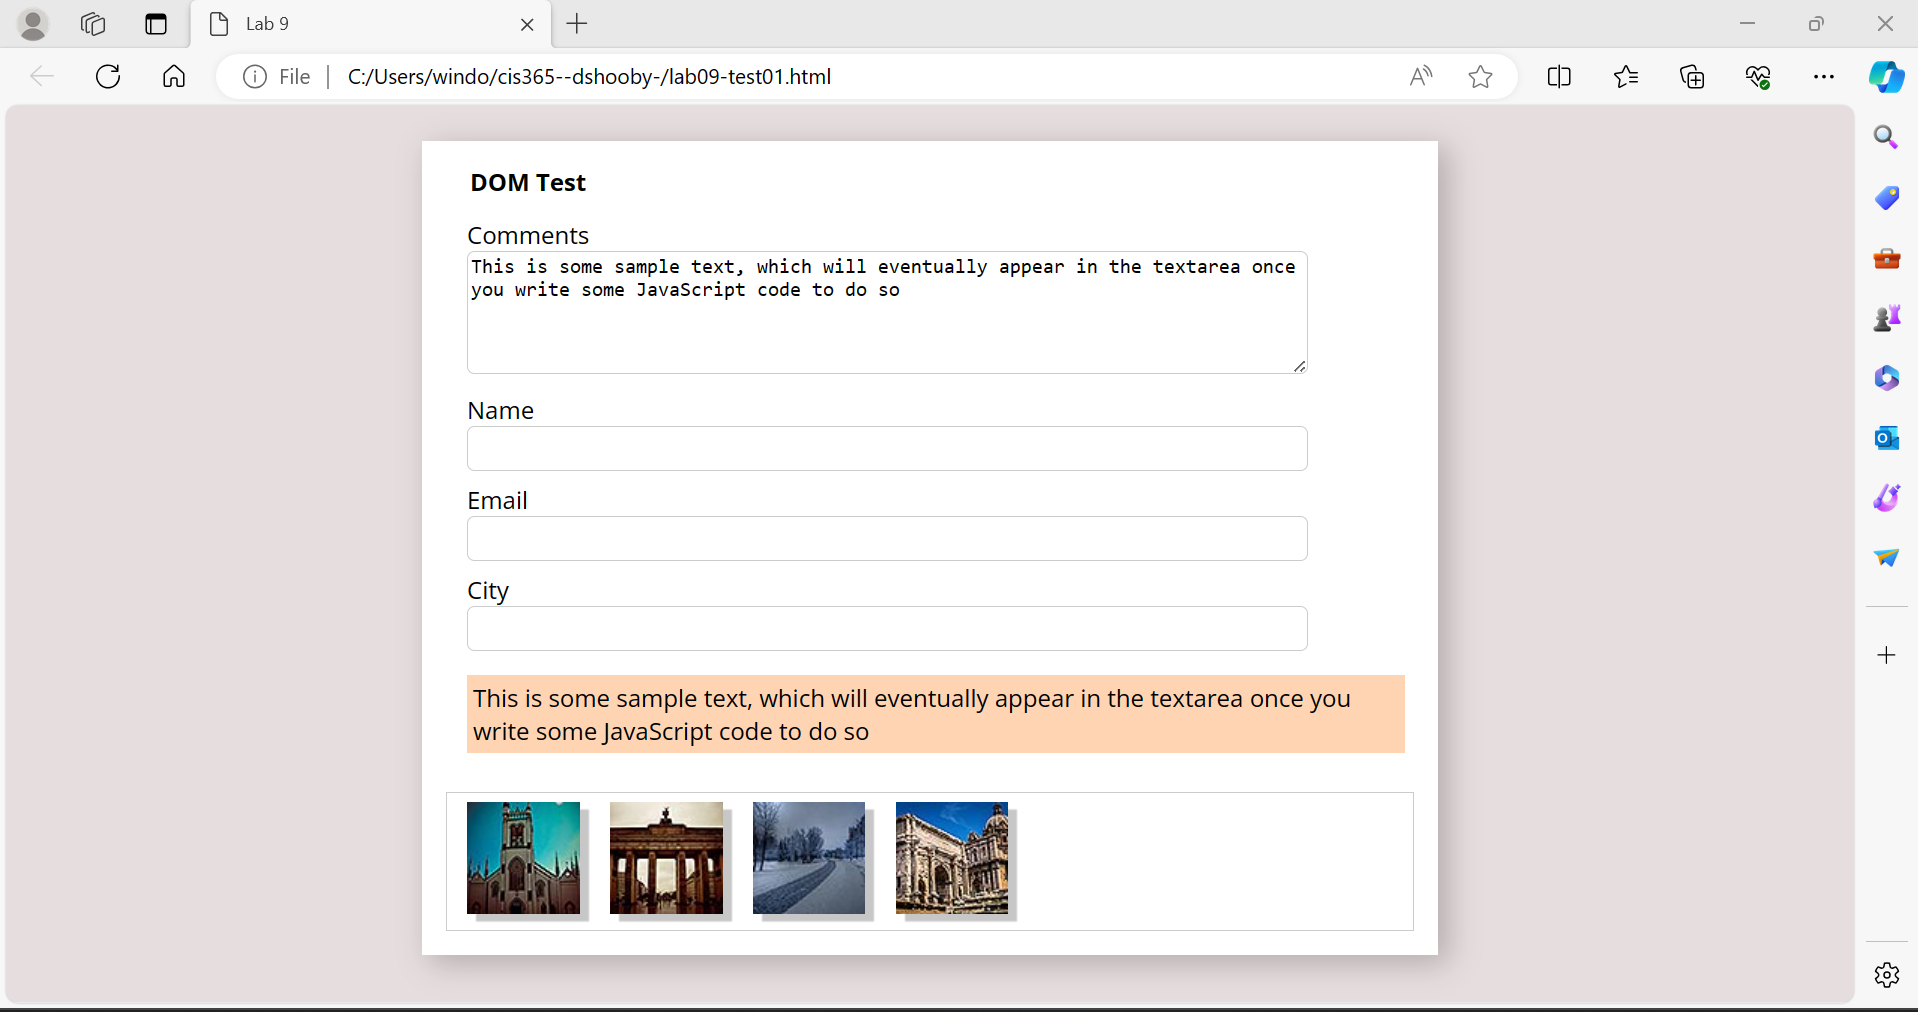 Lab 9
File
C:/Users/windo/cis365--dshooby-/lab09-test01.html
DOM Test
Comments
This is some sample text, which will eventually appear in the textarea once
you write some JavaScript code to do so
Name
Email
City
This is some sample text, which will eventually appear in the textarea once you
write some JavaScript code to do so